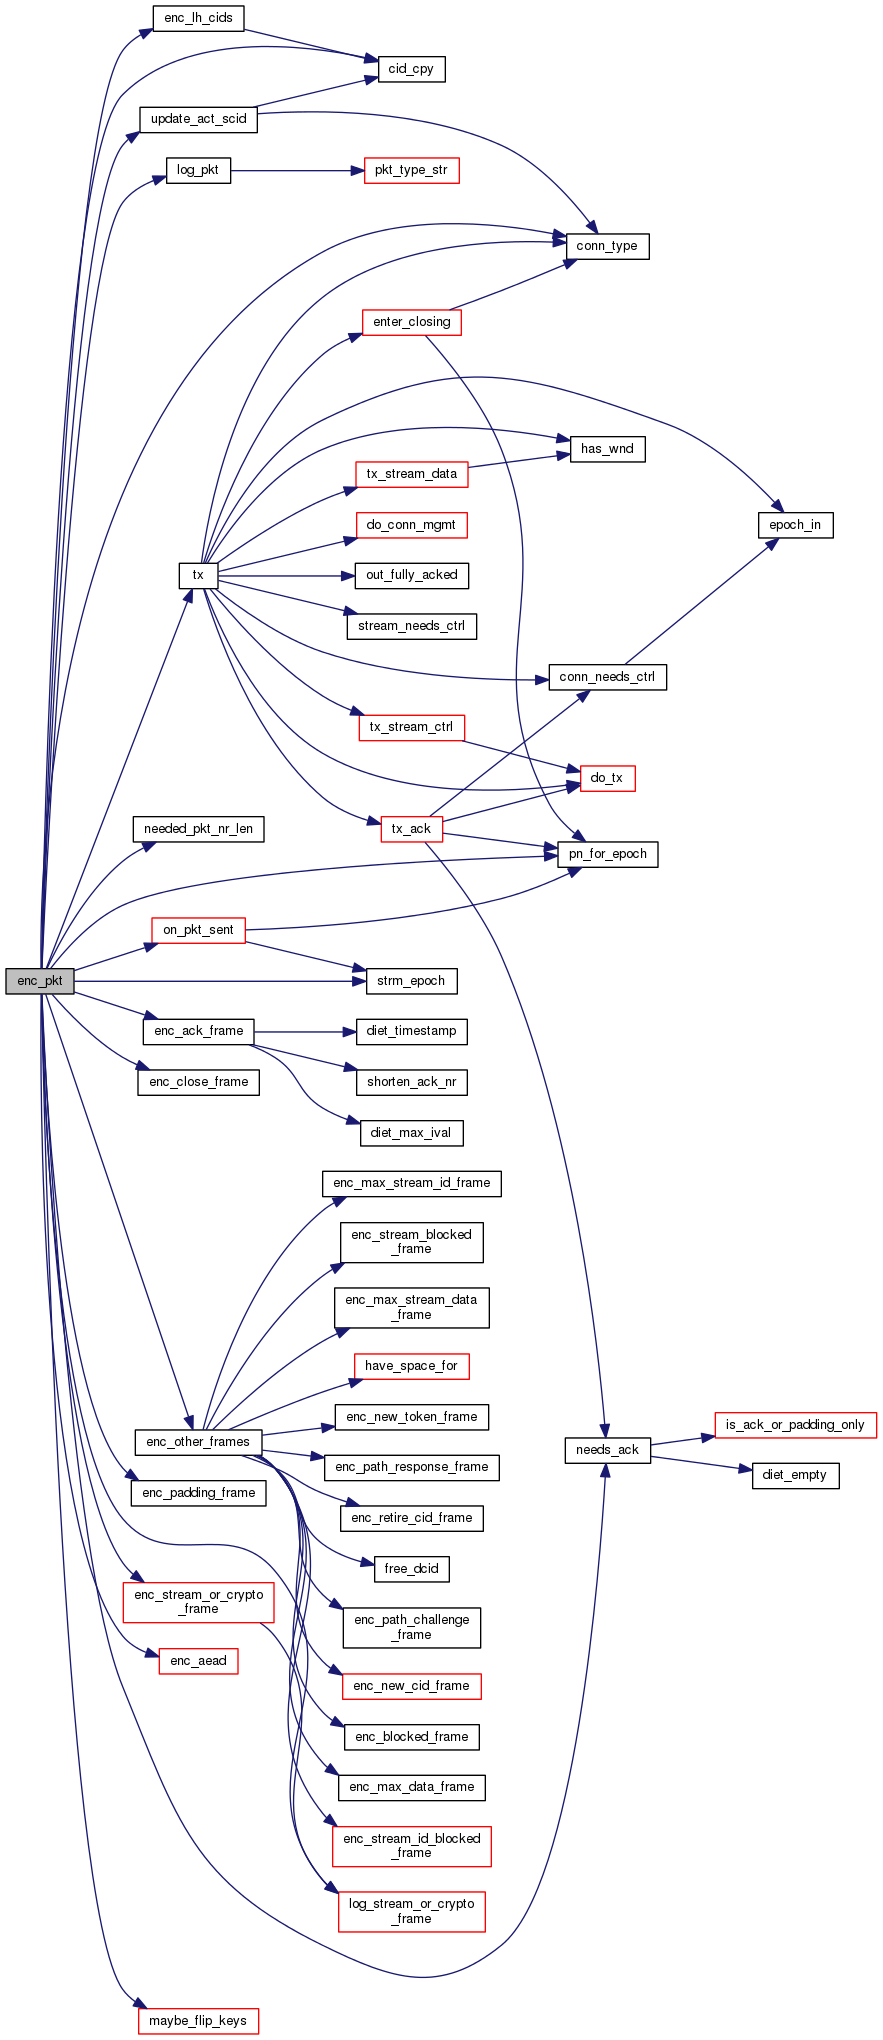 enc_lh_cids
cid_cpy
update_act_scid
log_pkt
pkt_type_str
conn_type
enter_closing
has_wnd
tx_stream_data
do_conn_mgmt
epoch_in
tx
out_fully_acked
stream_needs_ctrl
conn_needs_ctrl
tx_stream_ctrl
do_tx
needed_pkt_nr_len
tx_ack
pn_for_epoch
on_pkt_sent
enc_pkt
strm_epoch
enc_ack_frame
diet_timestamp
enc_close_frame
shorten_ack_nr
diet_max_ival
enc_max_stream_id_frame
enc_stream_blocked
_frame
enc_max_stream_data
_frame
have_space_for
enc_new_token_frame
is_ack_or_padding_only
enc_other_frames
needs_ack
enc_path_response_frame
diet_empty
enc_padding_frame
enc_retire_cid_frame
free_dcid
enc_stream_or_crypto
_frame
enc_path_challenge
_frame
enc_aead
enc_new_cid_frame
enc_blocked_frame
enc_max_data_frame
enc_stream_id_blocked
_frame
log_stream_or_crypto
_frame
maybe_flip_keys